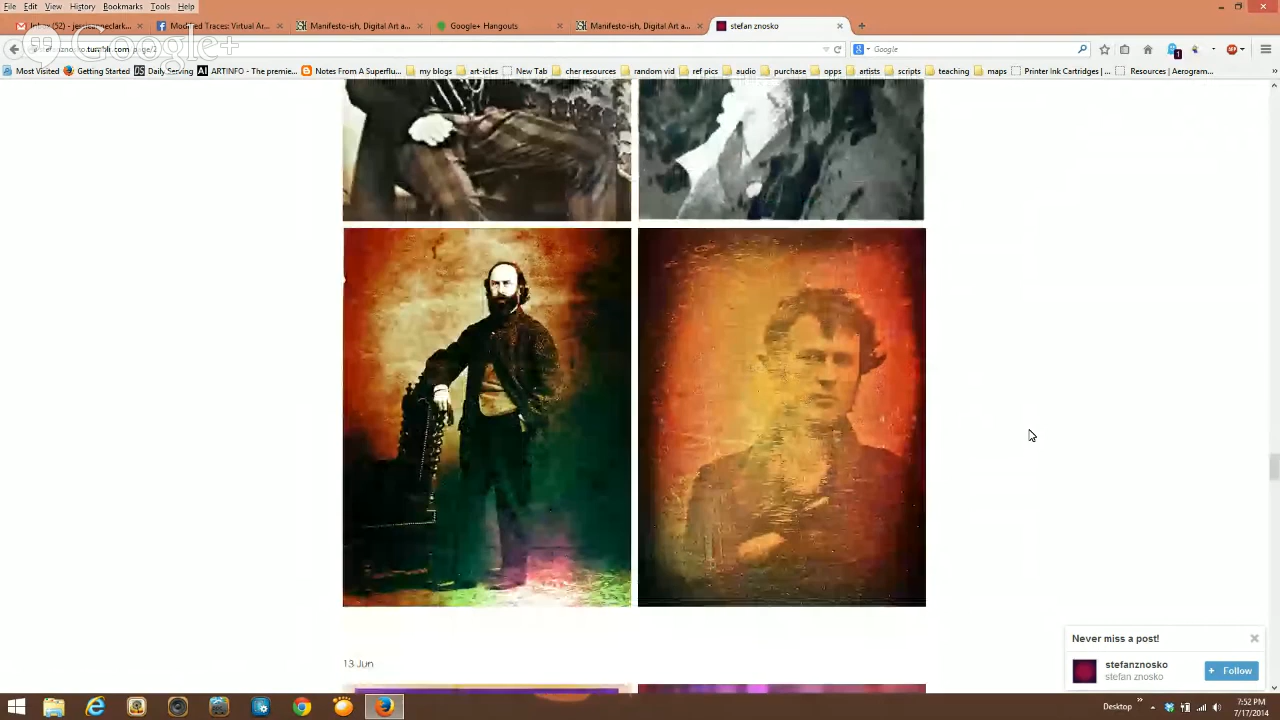 File Edit View History Bookmarks Tools Help
Modified Traces: Virtual Ar... Manifesto-ish, Digital Art a... Google+ Hangouts Manifesto-ish, Digital Art a... stefan znosko
Google+
Google
Most Visited Getting Started Daily Serving ARTINFO - The premie... Notes From A Superflu... my blogs art-icles New Tab cher resources random vid ref pics audio purchase opps artists scripts teaching maps Printer Ink Cartridges |... Resources | Aerogram...
13 Jun
Never miss a post!
stefanznosko
stefan znosko
+ Follow
Desktop
7:52 PM
7/17/2014